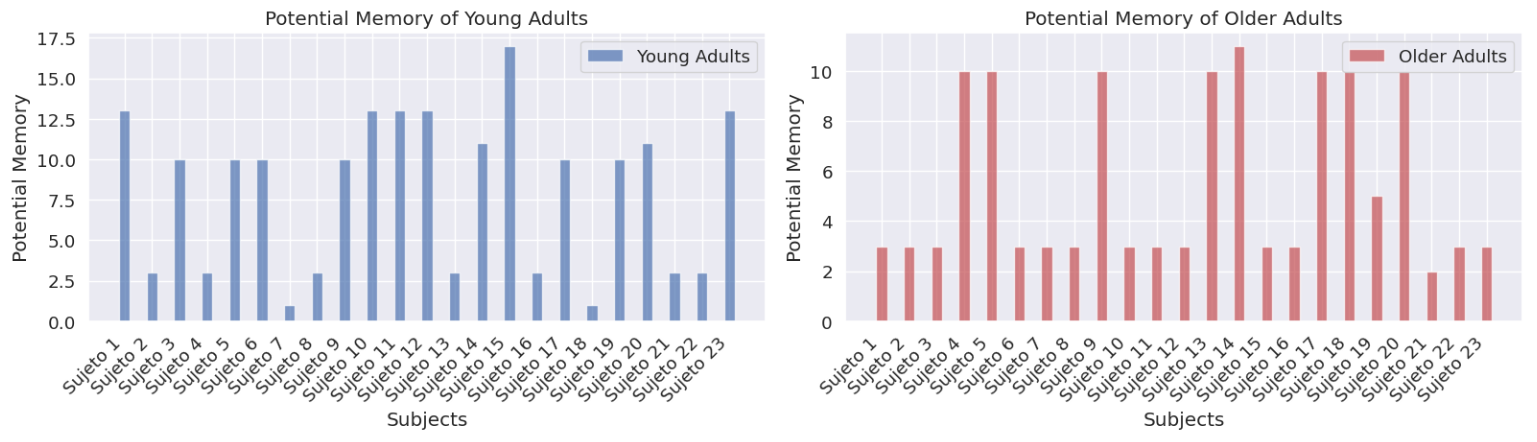 Potential Memory of Young Adults
Potential Memory
17.5
15.0
12.5
10.0
7.5
5.0
2.5
0.0
Young Adults
Sujeto 1
Sujeto 2
Sujeto 3
Sujeto 4
Sujeto 5
Sujeto 6
Sujeto 7
Sujeto 8
Sujeto 9
Sujeto 10
Sujeto 11
Sujeto 12
Sujeto 13
Sujeto 14
Sujeto 15
Sujeto 16
Sujeto 17
Sujeto 18
Sujeto 19
Sujeto 20
Sujeto 21
Sujeto 22
Sujeto 23
Subjects
Potential Memory of Older Adults
Potential Memory
10
8
6
4
2
0
Older Adults
Sujeto 1
Sujeto 2
Sujeto 3
Sujeto 4
Sujeto 5
Sujeto 6
Sujeto 7
Sujeto 8
Sujeto 9
Sujeto 10
Sujeto 11
Sujeto 12
Sujeto 13
Sujeto 14
Sujeto 15
Sujeto 16
Sujeto 17
Sujeto 18
Sujeto 19
Sujeto 20
Sujeto 21
Sujeto 22
Sujeto 23
Subjects